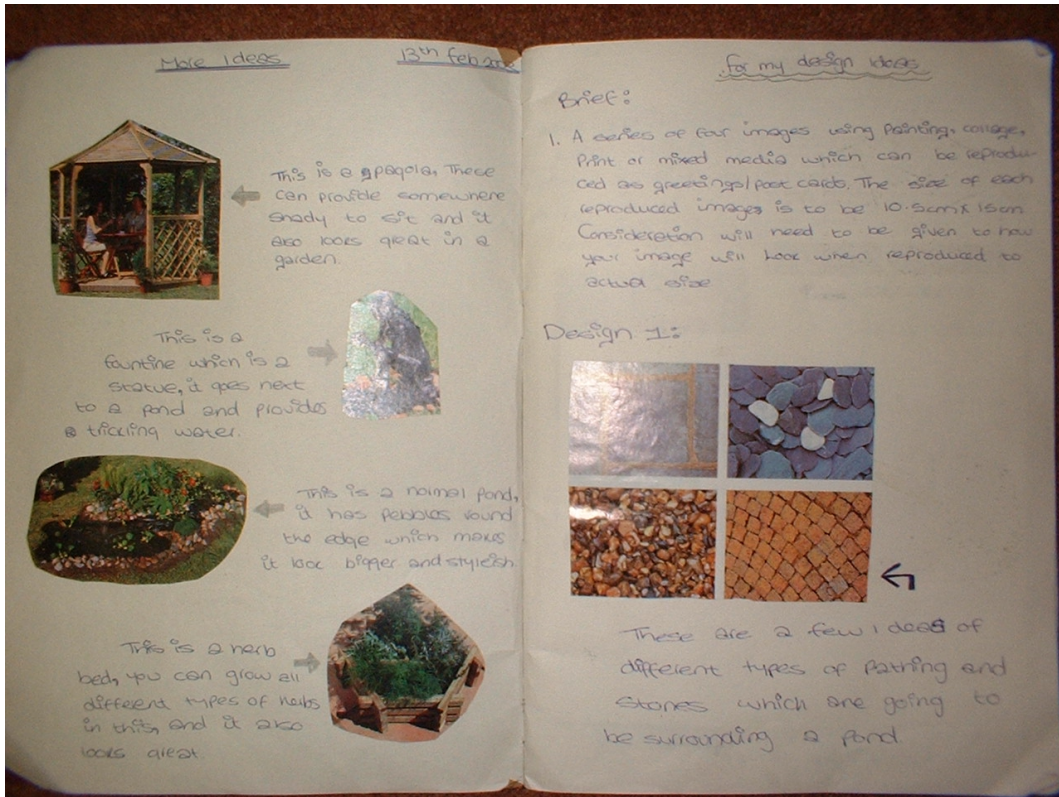 More Ideas
13th feb
This is a pagola, These
can provide somewhere
shady to sit and it
also looks great in a
garden.
This is a
fountine which is a
statue, it goes next
to a pond and provides
a trickling water.
This is a normal pond,
it has pebbles round
the edge which makes
it look bigger and styleish
This is a herb
bed, you can grow all
different types of herbs
in this, and it also
looks great.
for my design ideas
Brief:
1. A series of four images using painting, collage,
Print or mixed media which can be reprodu-
ced as greetings/post cards. The size of each
reproduced images is to be 10.5cm x 15cm
Consideration will need to be given to how
your image will look when reproduced to
actual size
Design 1:
These are a few ideas of
different types of Pathing and
stones which are going to
be surrounding a pond.